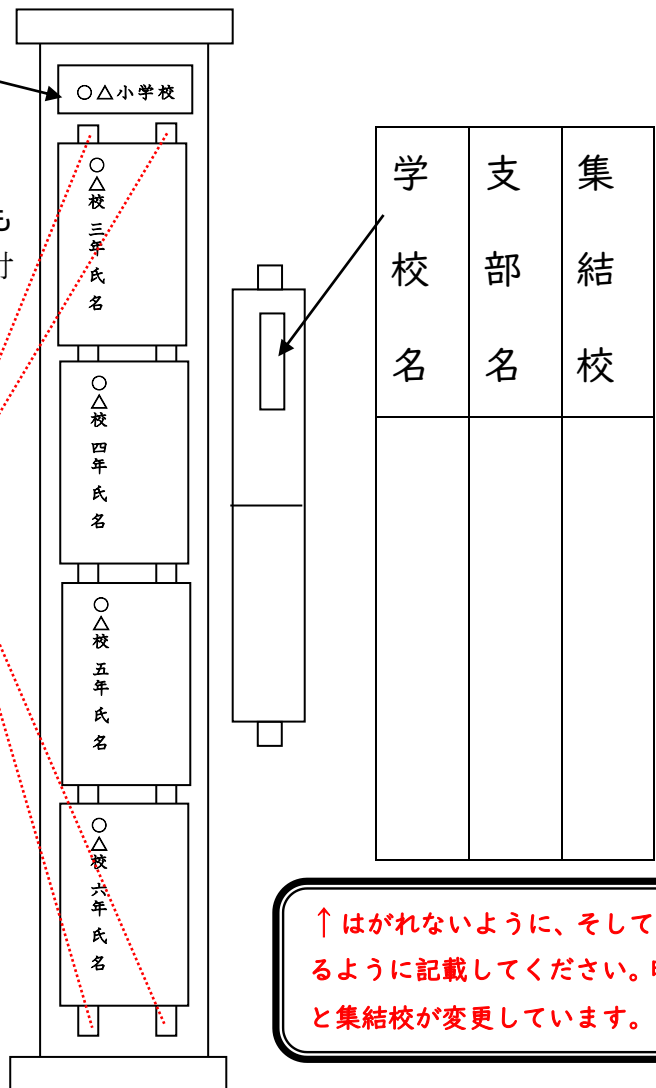 ○△小学校
○△校 三年 氏名
○△校 四年 氏名
○△校 五年 氏名
○△校 六年 氏名
も
集結校
支部名
学校名
↑はがれないように、そして
るように記載してください。
と集結校が変更しています。